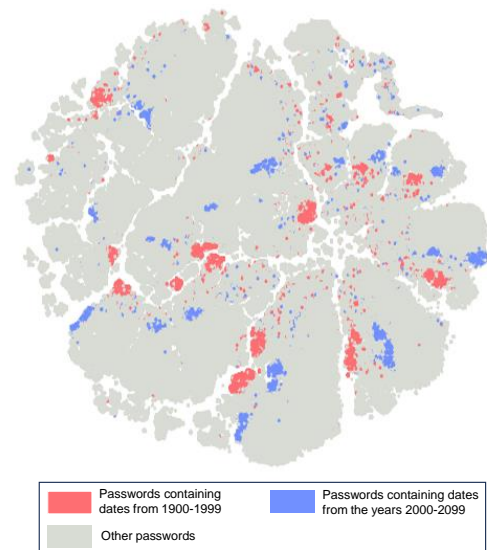 Passwords containing
dates from 1900-1999
Passwords containing dates
from the years 2000-2099
Other passwords